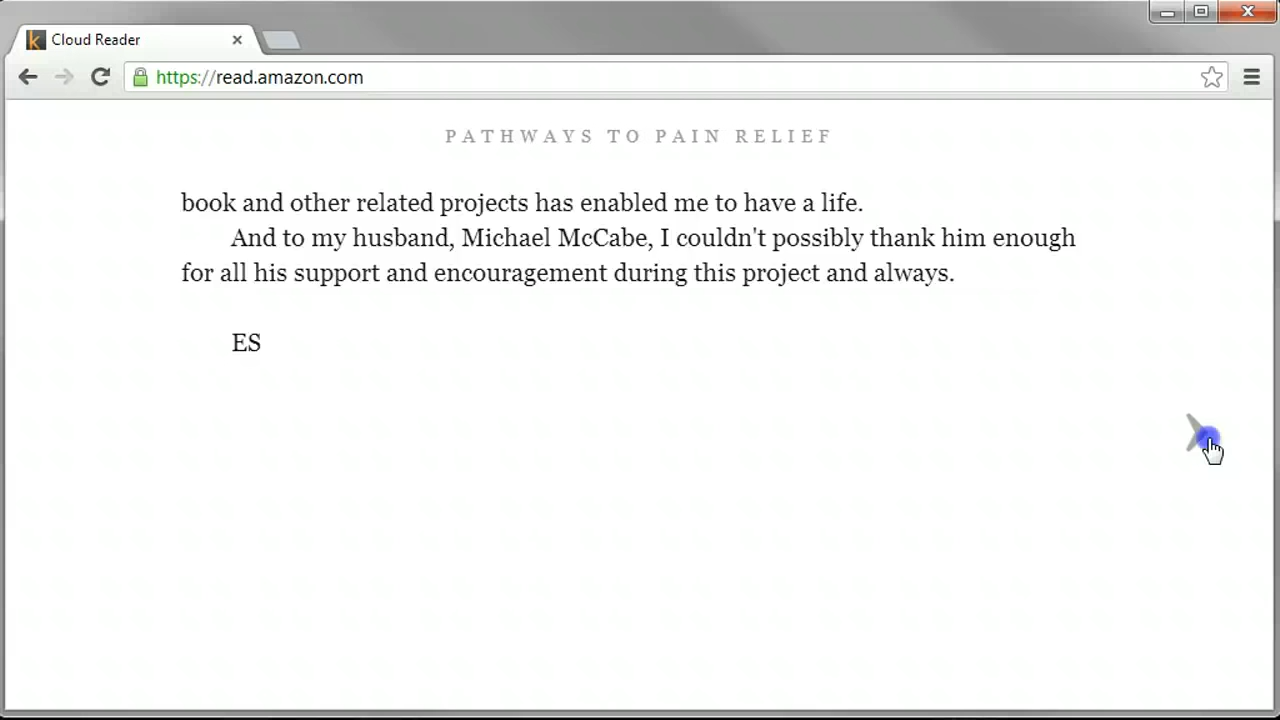 Cloud Reader
https://read.amazon.com
PATHWAYS TO PAIN RELIEF
book and other related projects has enabled me to have a life.
And to my husband, Michael McCabe, I couldn't possibly thank him enough
for all his support and encouragement during this project and always.
ES